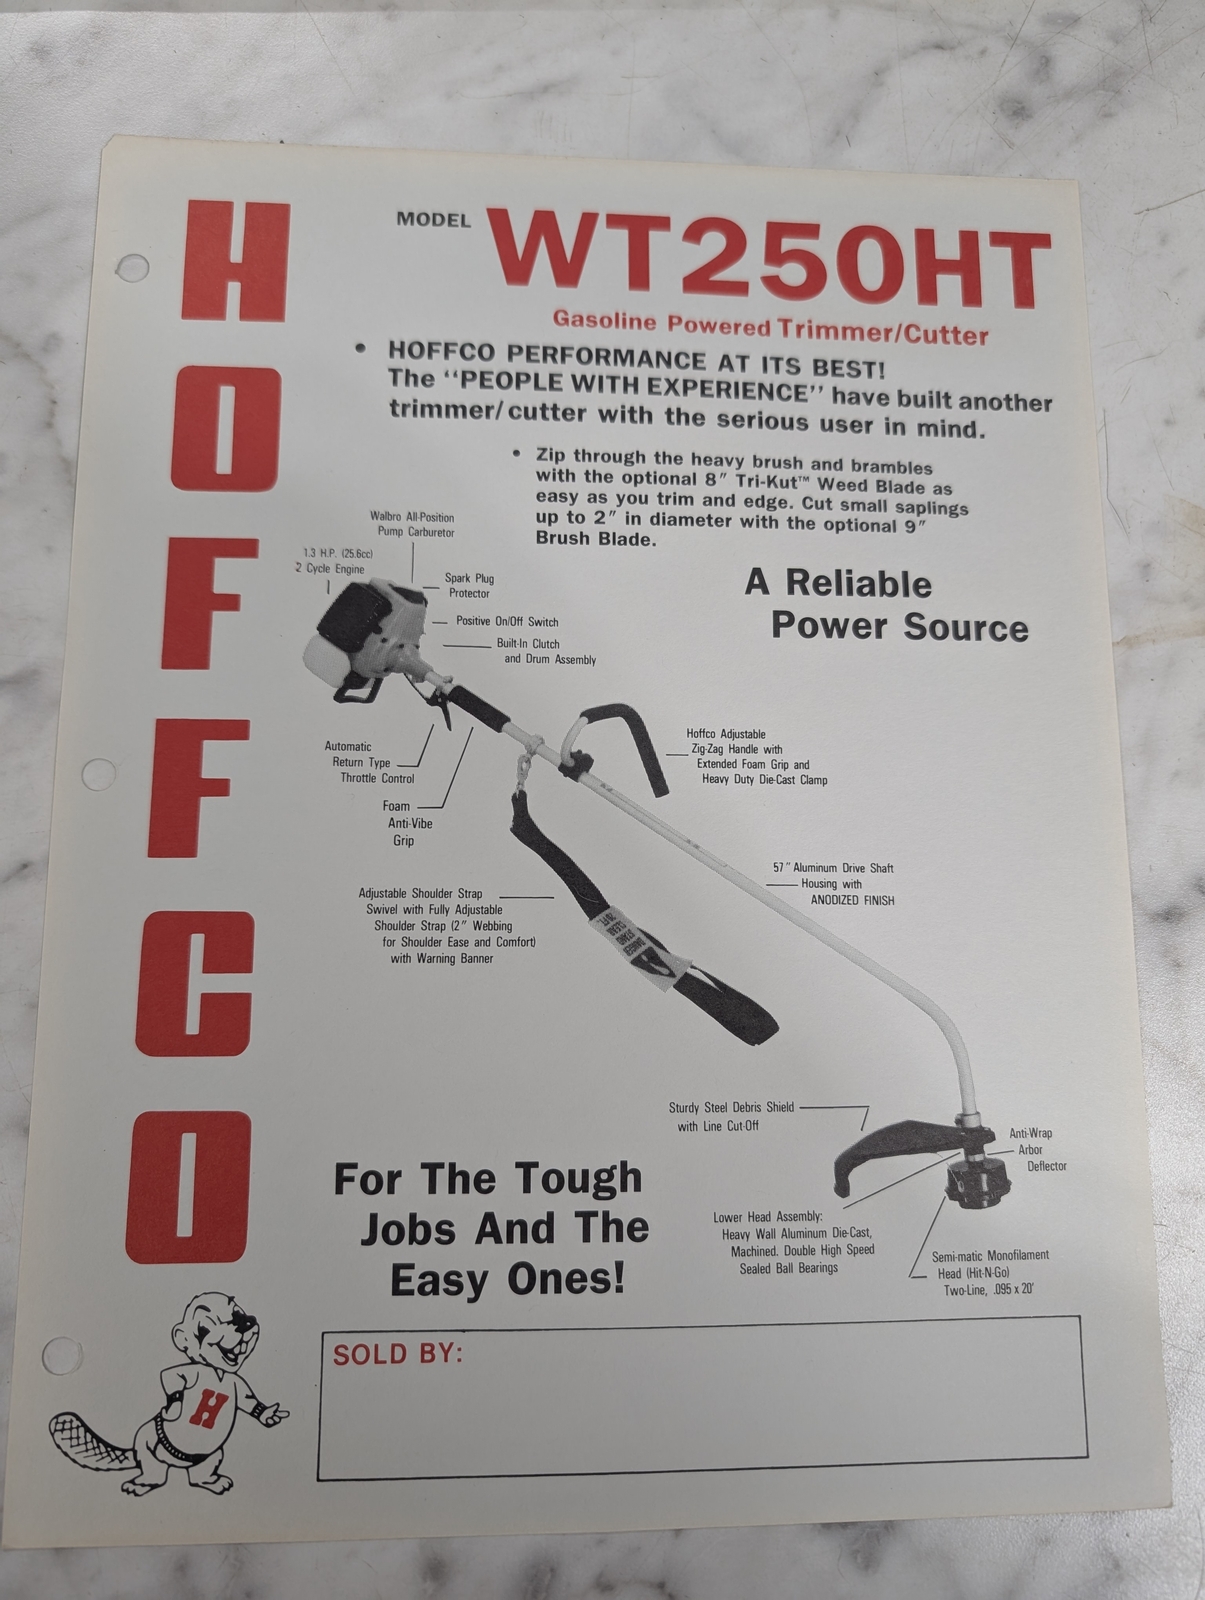 HOFFCO
MODEL WT250HT
Gasoline Powered Trimmer/Cutter
• HOFFCO PERFORMANCE AT ITS BEST!
The “PEOPLE WITH EXPERIENCE” have built another
trimmer/cutter with the serious user in mind.
• Zip through the heavy brush and brambles
with the optional 8″ Tri-Kut™ Weed Blade as
easy as you trim and edge. Cut small saplings
up to 2″ in diameter with the optional 9″
Brush Blade.
Walbro All-Position
Pump Carburetor
1.3 H.P. (25.6cc)
2 Cycle Engine
Spark Plug
Protector
Positive On/Off Switch
Built-In Clutch
and Drum Assembly
A Reliable
Power Source
Automatic
Return Type
Throttle Control
Foam
Anti-Vibe
Grip
Hoffco Adjustable
Zig-Zag Handle with
Extended Foam Grip and
Heavy Duty Die-Cast Clamp
57″ Aluminum Drive Shaft
Housing with
ANODIZED FINISH
Adjustable Shoulder Strap
Swivel with Fully Adjustable
Shoulder Strap (2″ Webbing
for Shoulder Ease and Comfort)
with Warning Banner
DANGER
STAND
CLEAR
Sturdy Steel Debris Shield
with Line Cut-Off
Anti-Wrap
Arbor
Deflector
Lower Head Assembly:
Heavy Wall Aluminum Die-Cast,
Machined. Double High Speed
Sealed Ball Bearings
Semi-matic Monofilament
Head (Hit-N-Go)
Two-Line, .095 x 20′
For The Tough
Jobs And The
Easy Ones!
SOLD BY:
H